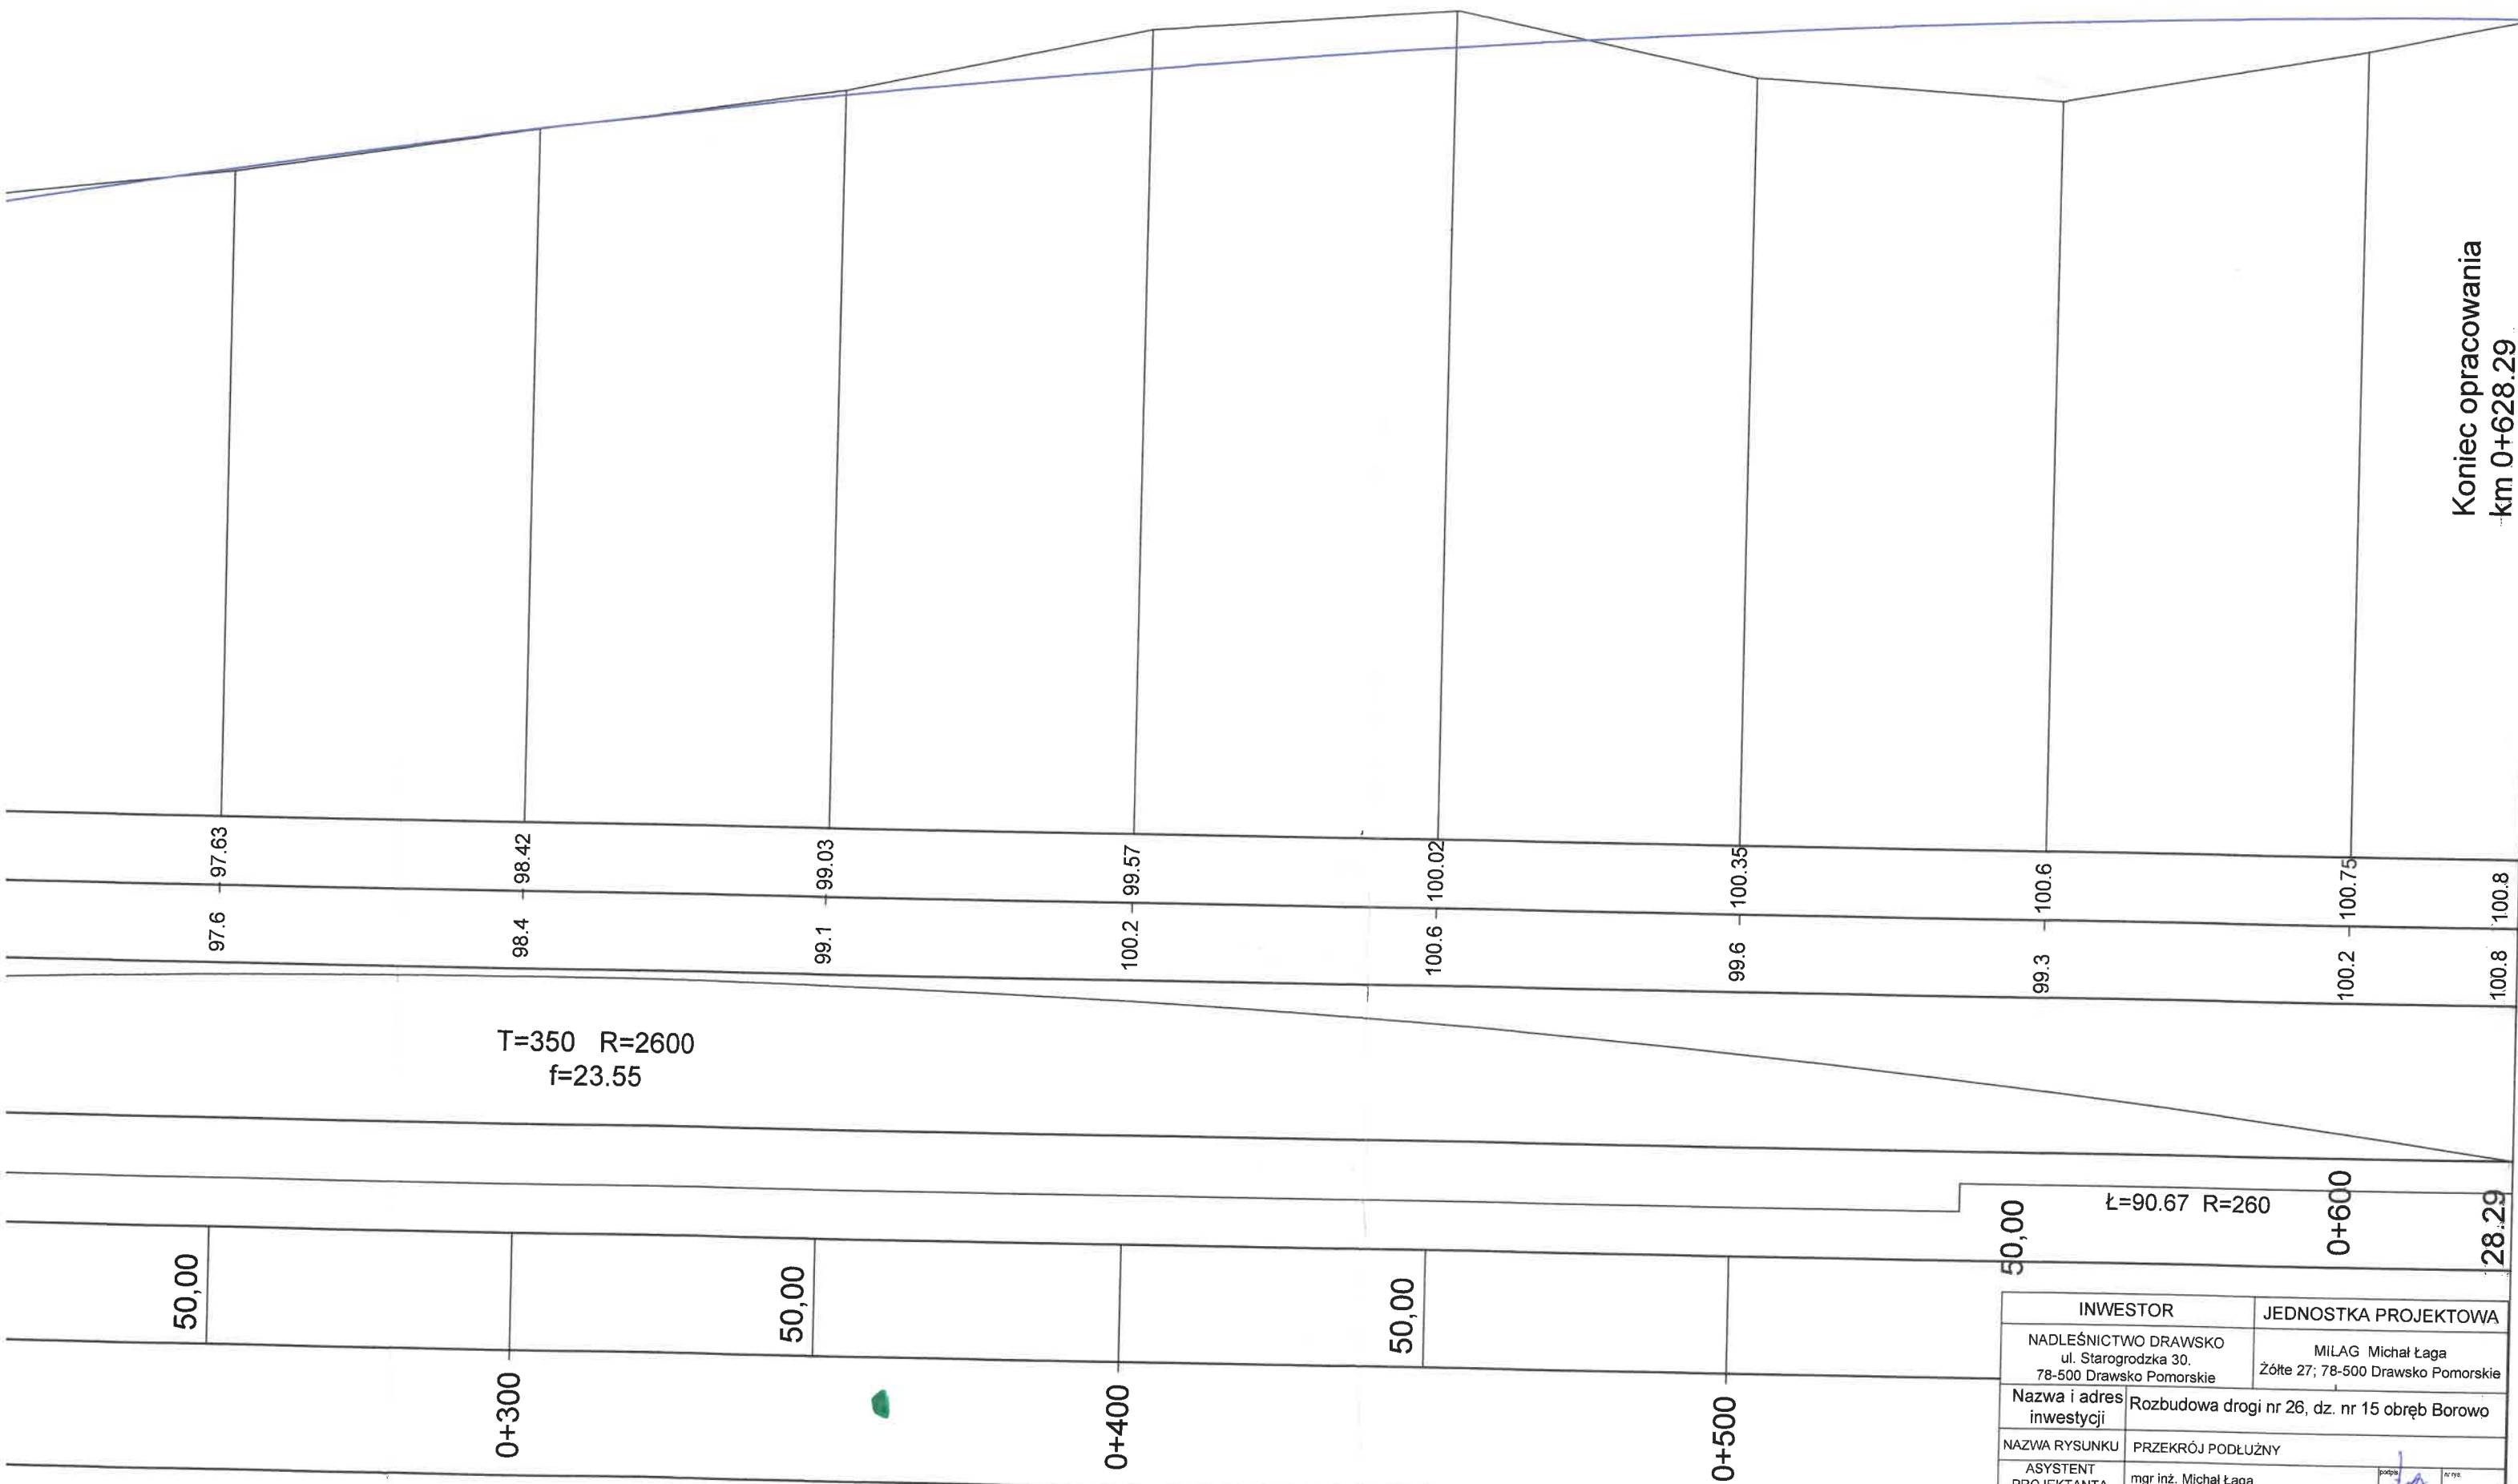 Koniec opracowania
km 0+628.29
97.63
98.42
99.03
99.57
100.02
100.35
100.6
100.75
100.8
97.6
98.4
99.1
100.2
100.6
99.6
99.3
100.2
100.8
T=350 R=2600
f=23.55
Ł=90.67 R=260
50,00
50,00
50,00
50,00
0+600
28.29
0+300
0+400
0+500
INWESTOR
JEDNOSTKA PROJEKTOWA
NADLEŚNICTWO DRAWSKO
ul. Starogrodzka 30.
78-500 Drawsko Pomorskie
MILAG Michał Łaga
Żółte 27; 78-500 Drawsko Pomorskie
Nazwa i adres
inwestycji
Rozbudowa drogi nr 26, dz. nr 15 obręb Borowo
NAZWA RYSUNKU
PRZEKRÓJ PODŁUŻNY
ASYSTENT
PROJEKTANTA
mgr inż. Michał Łaga
podpis
nr rys.